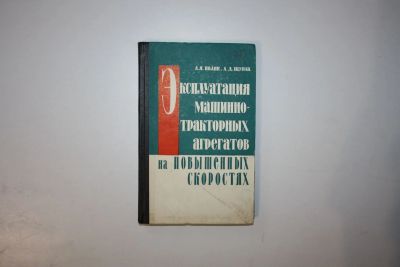 Эксплуатация
машинно-
тракторных
агрегатов
на повышенных
скоростях